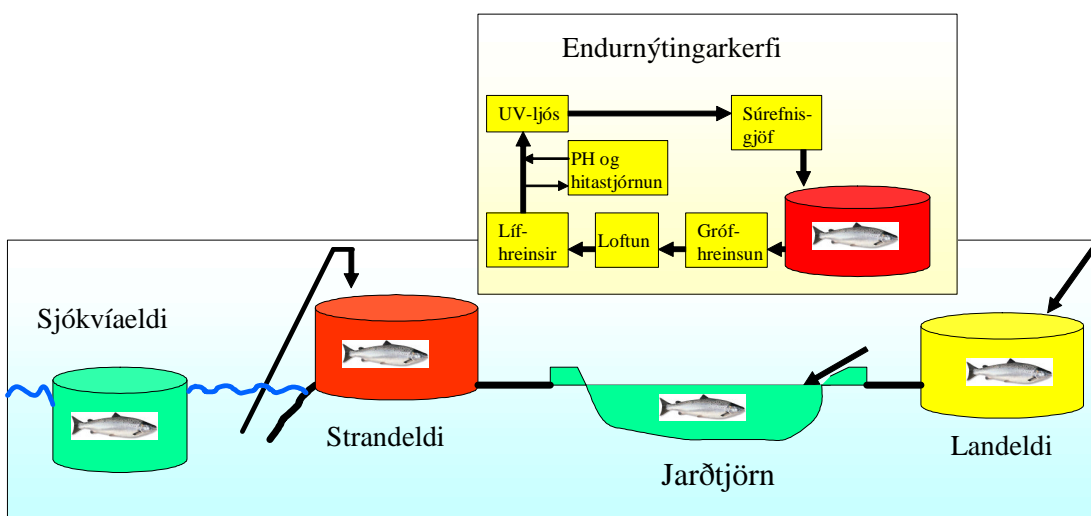 Endurnýtingarkerfi
UV-ljós
Súrefnis-
gjöf
PH og
hitastjórnun
Líf-
hreinsir
Loftun
Gróf-
hreinsun
Sjókvíaeldi
Strandeldi
Jarðtjörn
Landeldi